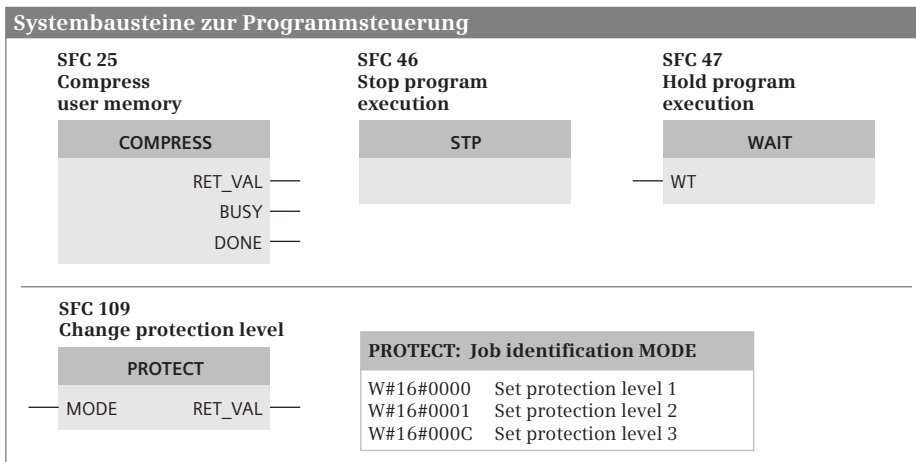 Systembausteine zur Programmsteuerung
SFC 25
Compress
user memory
COMPRESS
RET_VAL
BUSY
DONE
SFC 46
Stop program
execution
STP
SFC 47
Hold program
execution
WAIT
WT
SFC 109
Change protection level
PROTECT
MODE RET_VAL
PROTECT: Job identification MODE
W#16#0000 Set protection level 1
W#16#0001 Set protection level 2
W#16#000C Set protection level 3